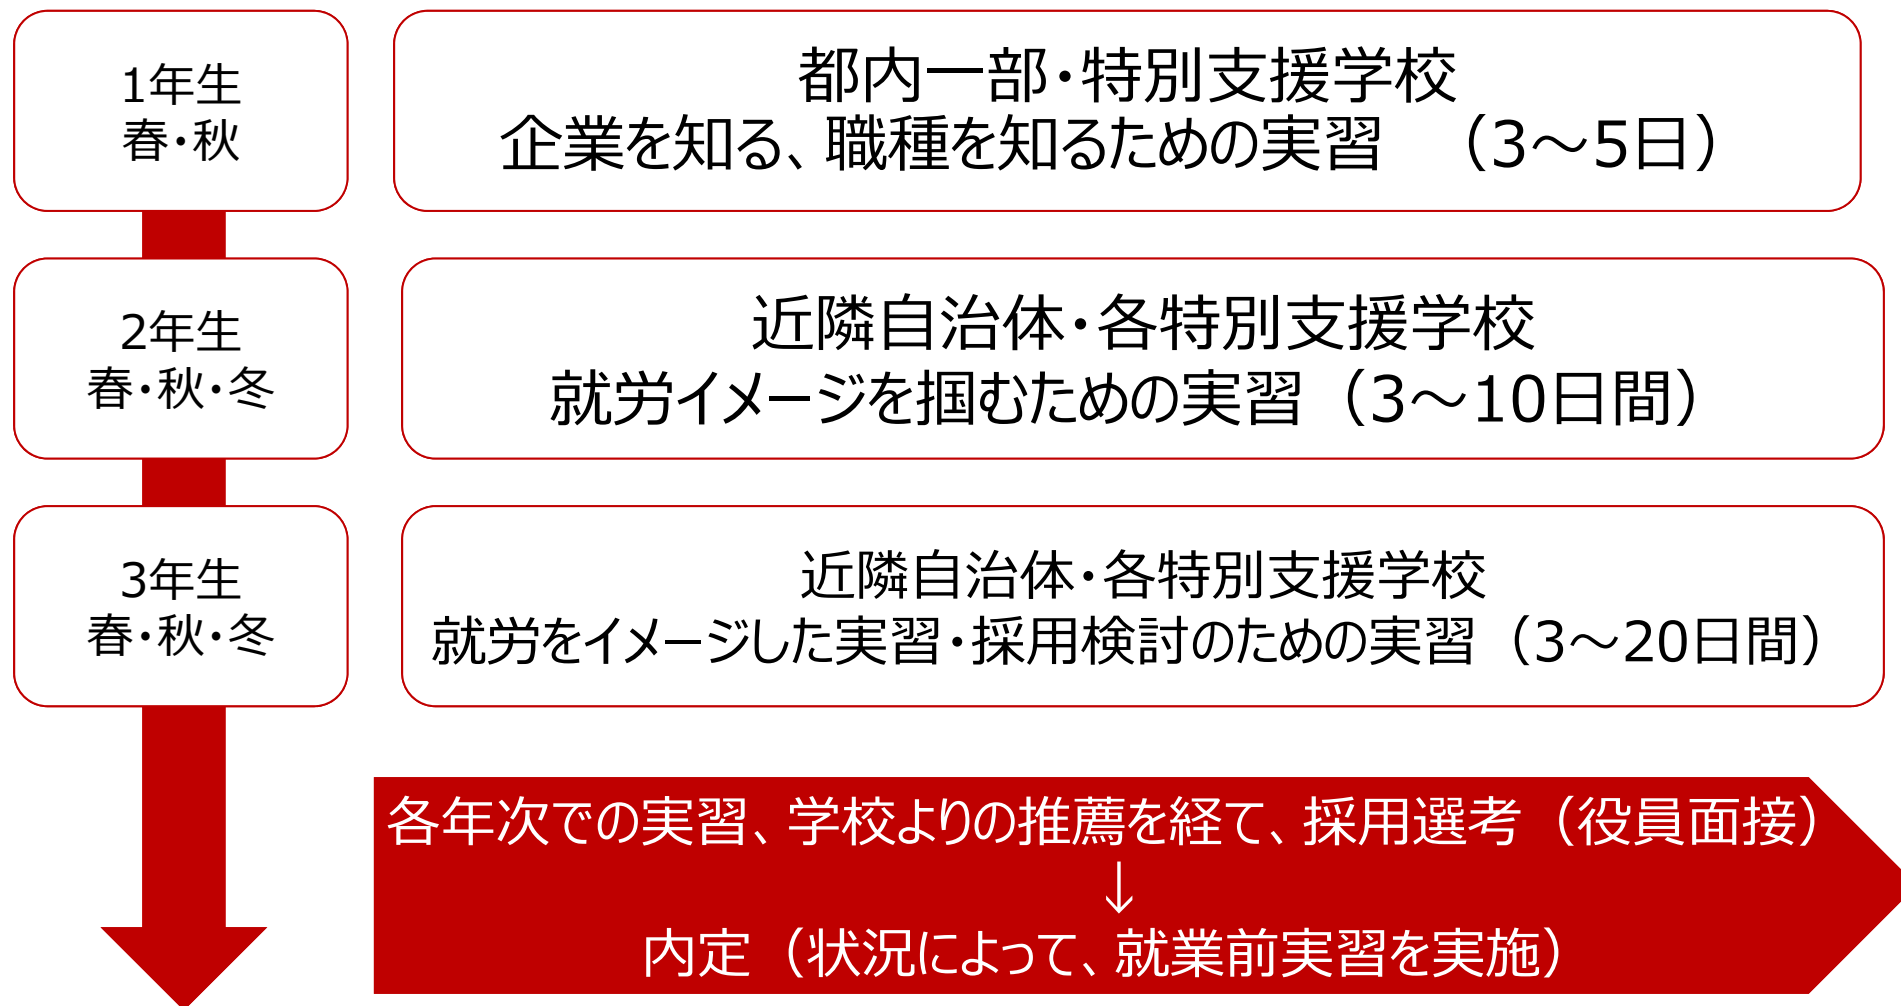 1年生
春・秋
都内一部・特別支援学校
企業を知る、職種を知るための実習　（3～5日）
2年生
春・秋・冬
近隣自治体・各特別支援学校
就労イメージを掴むための実習（3～10日間）
3年生
春・秋・冬
近隣自治体・各特別支援学校
就労をイメージした実習・採用検討のための実習（3～20日間）
各年次での実習、学校よりの推薦を経て、採用選考（役員面接）
↓
内定（状況によって、就業前実習を実施）